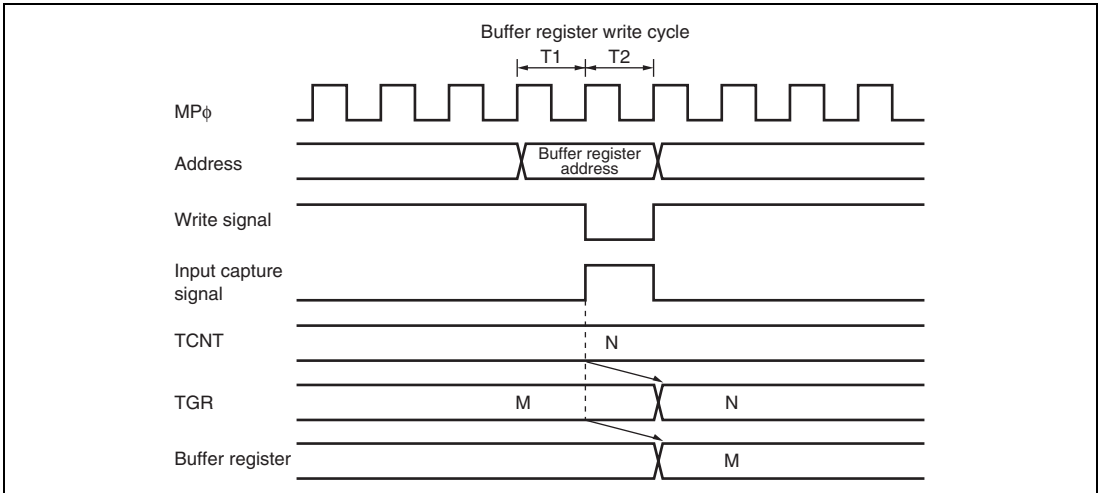 Buffer register write cycle
T1 T2
MPϕ
Address
Buffer register
address
Write signal
Input capture
signal
TCNT
N
TGR
M
N
Buffer register
M